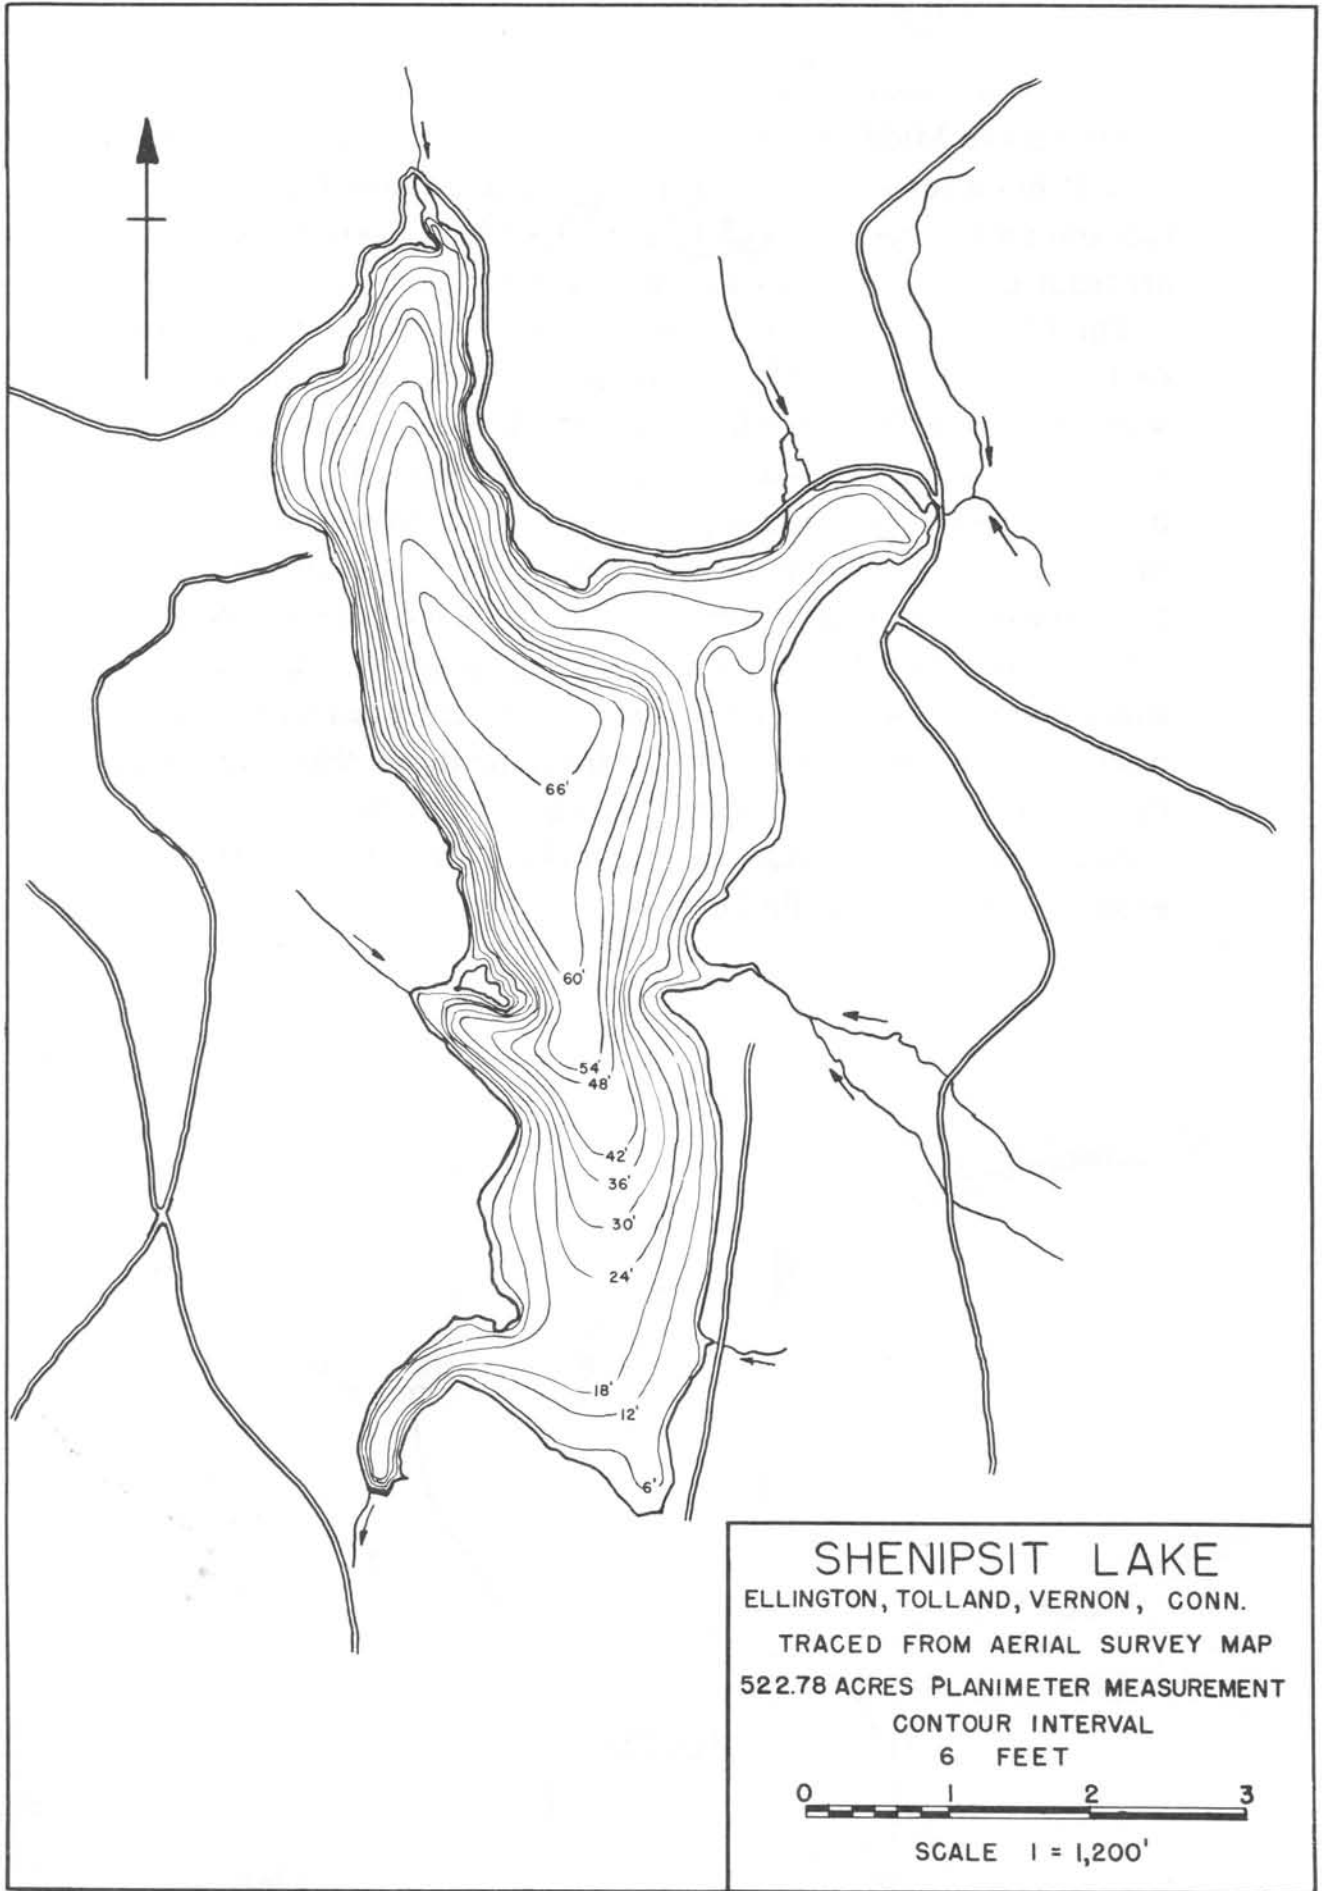 66'
60'
54'
48'
42'
36'
30'
24'
18'
12'
6'
SHENIPSIT LAKE
ELLINGTON, TOLLAND, VERNON, CONN.
TRACED FROM AERIAL SURVEY MAP
522.78 ACRES PLANIMETER MEASUREMENT
CONTOUR INTERVAL
6 FEET
0 1 2 3
SCALE 1 = 1,200'